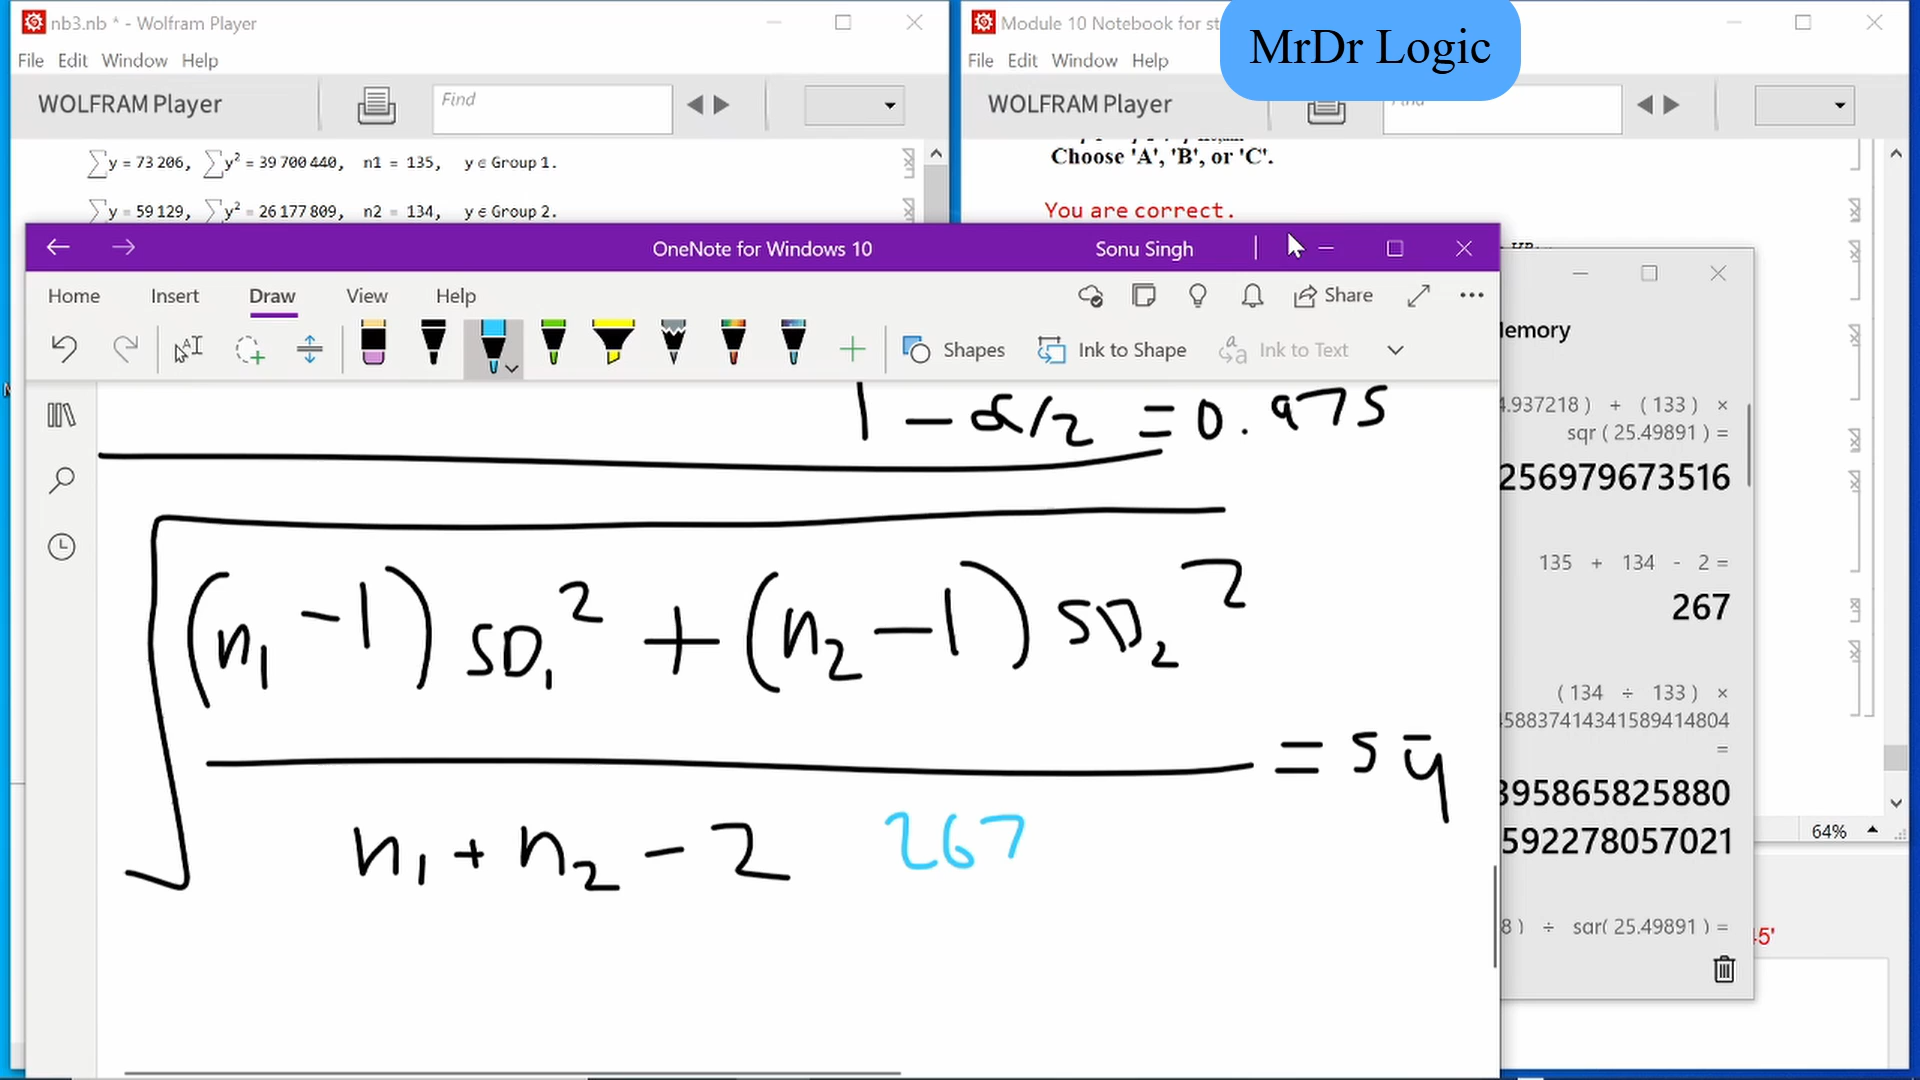 nb3.nb * - Wolfram Player
File Edit Window Help
WOLFRAM Player
Find
∑y = 73 206, ∑y² = 39 700 440, n1 = 135, y ∈ Group 1.
∑y = 59 129, ∑y² = 26 177 809, n2 = 134, y ∈ Group 2.
Module 10 Notebook for st
MrDr Logic
File Edit Window Help
WOLFRAM Player
Choose 'A', 'B', or 'C'.
You are correct.
OneNote for Windows 10
Sonu Singh
Home Insert Draw View Help
Share
Shapes
Ink to Shape
Ink to Text
1 - α/2 = 0.975
√((n₁ - 1) SD₁² + (n₂ - 1) SD₂²
= sȳ
n₁ + n₂ - 2 267
emory
4.937218 ) + ( 133 ) ×
sqr ( 25.49891 ) =
256979673516
135 + 134 - 2 =
267
( 134 ÷ 133 ) ×
58837414341589414804
=
395865825880
592278057021
8 ) ÷ sqr( 25.49891 ) =
64%
45'